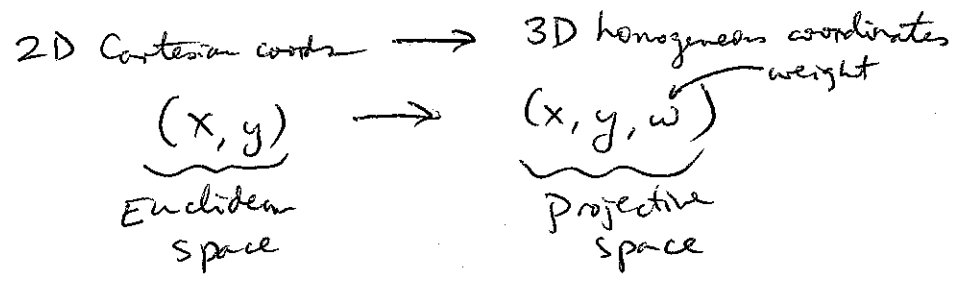 2D Cartesian coords → 3D homogeneous coordinates
weight
(x, y) → (x, y, w)
Euclidean Projective
space space